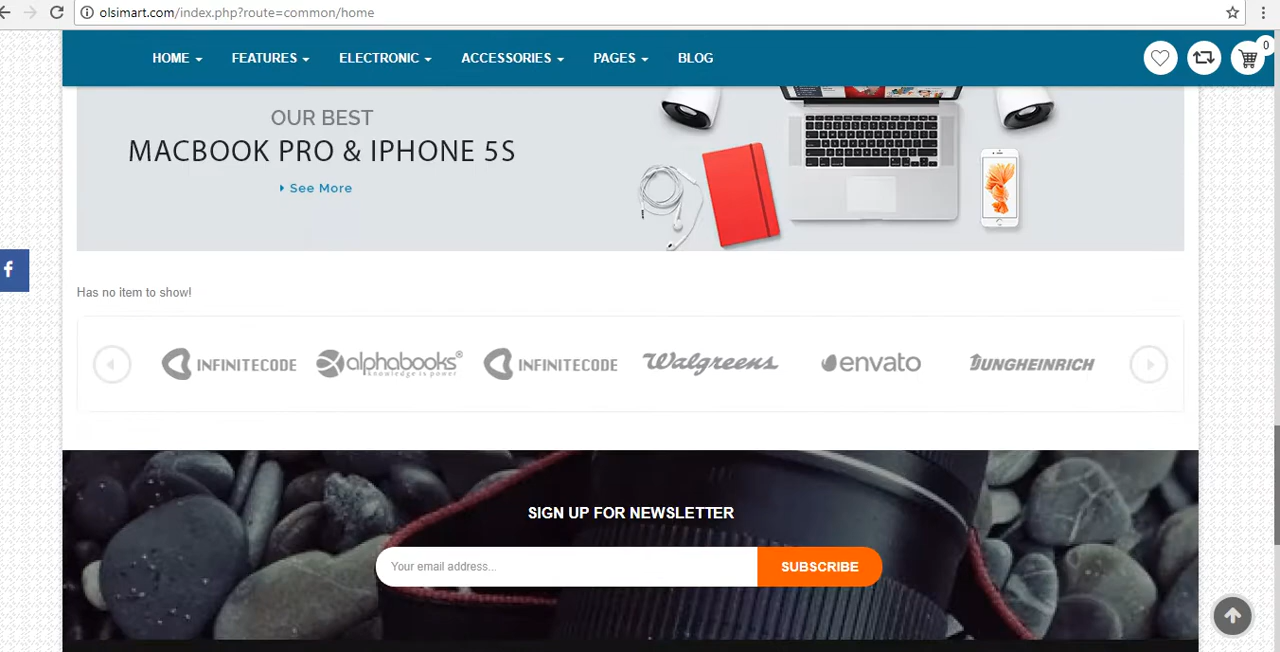 olsimart.com/index.php?route=common/home
HOME FEATURES ELECTRONIC ACCESSORIES PAGES BLOG 0
OUR BEST
MACBOOK PRO & IPHONE 5S
See More
f
Has no item to show!
INFINITECODE alphabooks® INFINITECODE Walgreens envato JUNGHEINRICH
knowledge is power
SIGN UP FOR NEWSLETTER
Your email address... SUBSCRIBE